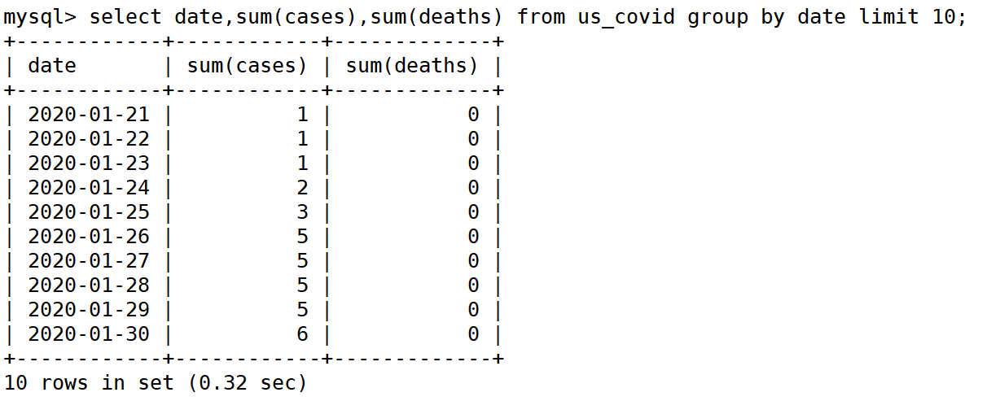 mysql> select date,sum(cases),sum(deaths) from us_covid group by date limit 10;
+------------+------------+-------------+
| date       | sum(cases) | sum(deaths) |
+------------+------------+-------------+
| 2020-01-21 |          1 |           0 |
| 2020-01-22 |          1 |           0 |
| 2020-01-23 |          1 |           0 |
| 2020-01-24 |          2 |           0 |
| 2020-01-25 |          3 |           0 |
| 2020-01-26 |          5 |           0 |
| 2020-01-27 |          5 |           0 |
| 2020-01-28 |          5 |           0 |
| 2020-01-29 |          5 |           0 |
| 2020-01-30 |          6 |           0 |
+------------+------------+-------------+
10 rows in set (0.32 sec)